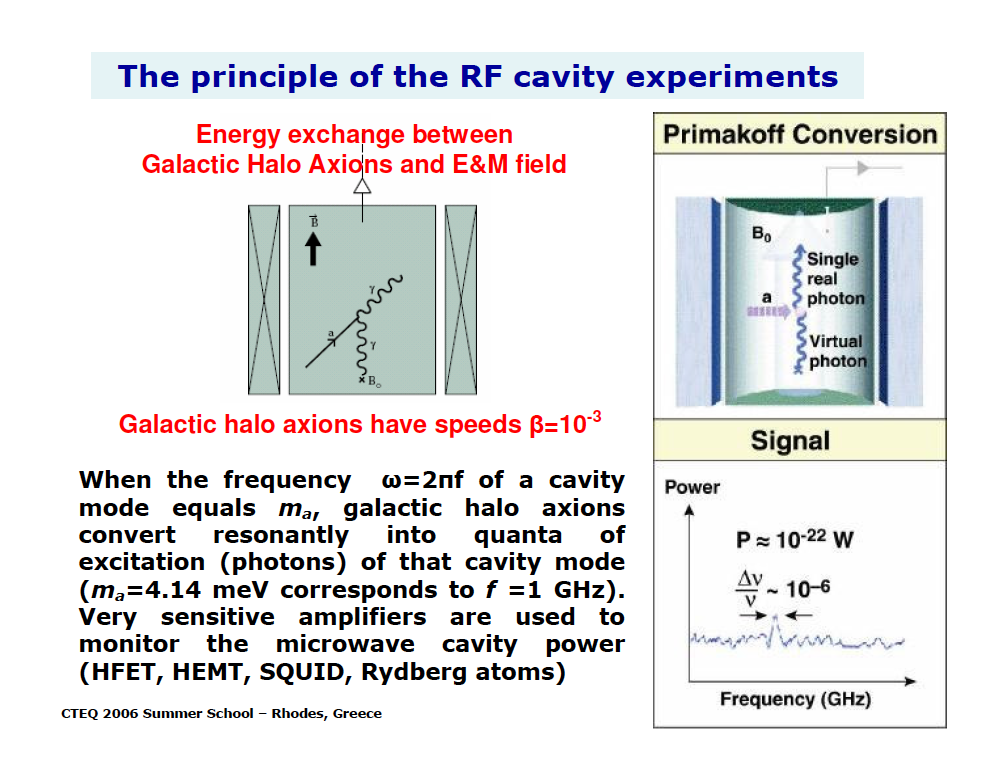 The principle of the RF cavity experiments
Energy exchange between
Galactic Halo Axions and E&M field
B
γ
a
γ
B₀
Galactic halo axions have speeds β=10⁻³
When the frequency ω=2πf of a cavity
mode equals mₐ, galactic halo axions
convert resonantly into quanta of
excitation (photons) of that cavity mode
(mₐ=4.14 meV corresponds to f =1 GHz).
Very sensitive amplifiers are used to
monitor the microwave cavity power
(HFET, HEMT, SQUID, Rydberg atoms)
CTEQ 2006 Summer School – Rhodes, Greece
Primakoff Conversion
B₀
Single
real
photon
a
Virtual
photon
Signal
Power
P ≈ 10⁻²² W
Δν/ν ~ 10⁻⁶
Frequency (GHz)